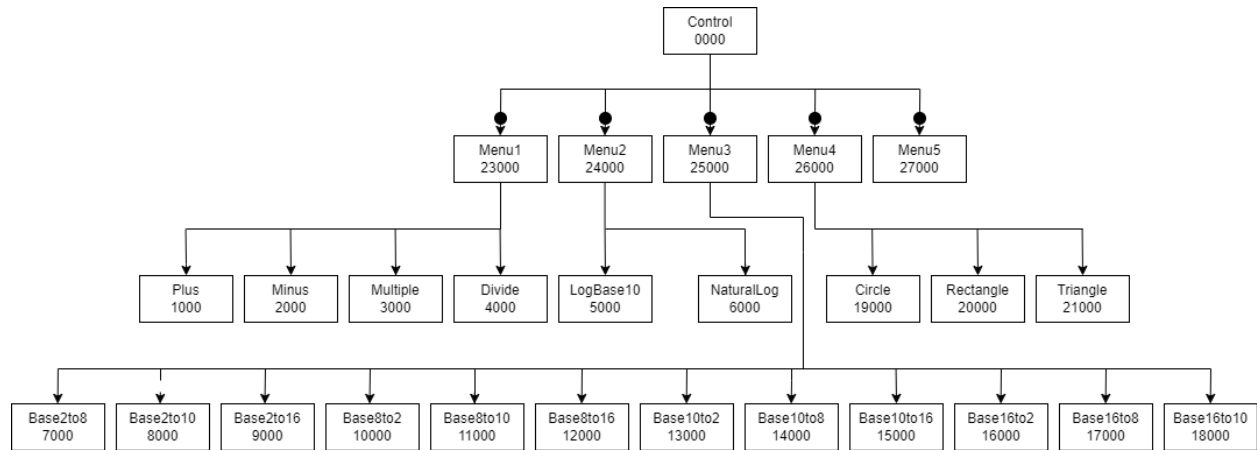 Control
0000
Menu1
23000
Menu2
24000
Menu3
25000
Menu4
26000
Menu5
27000
Plus
1000
Minus
2000
Multiple
3000
Divide
4000
LogBase10
5000
NaturalLog
6000
Circle
19000
Rectangle
20000
Triangle
21000
Base2to8
7000
Base2to10
8000
Base2to16
9000
Base8to2
10000
Base8to10
11000
Base8to16
12000
Base10to2
13000
Base10to8
14000
Base10to16
15000
Base16to2
16000
Base16to8
17000
Base16to10
18000